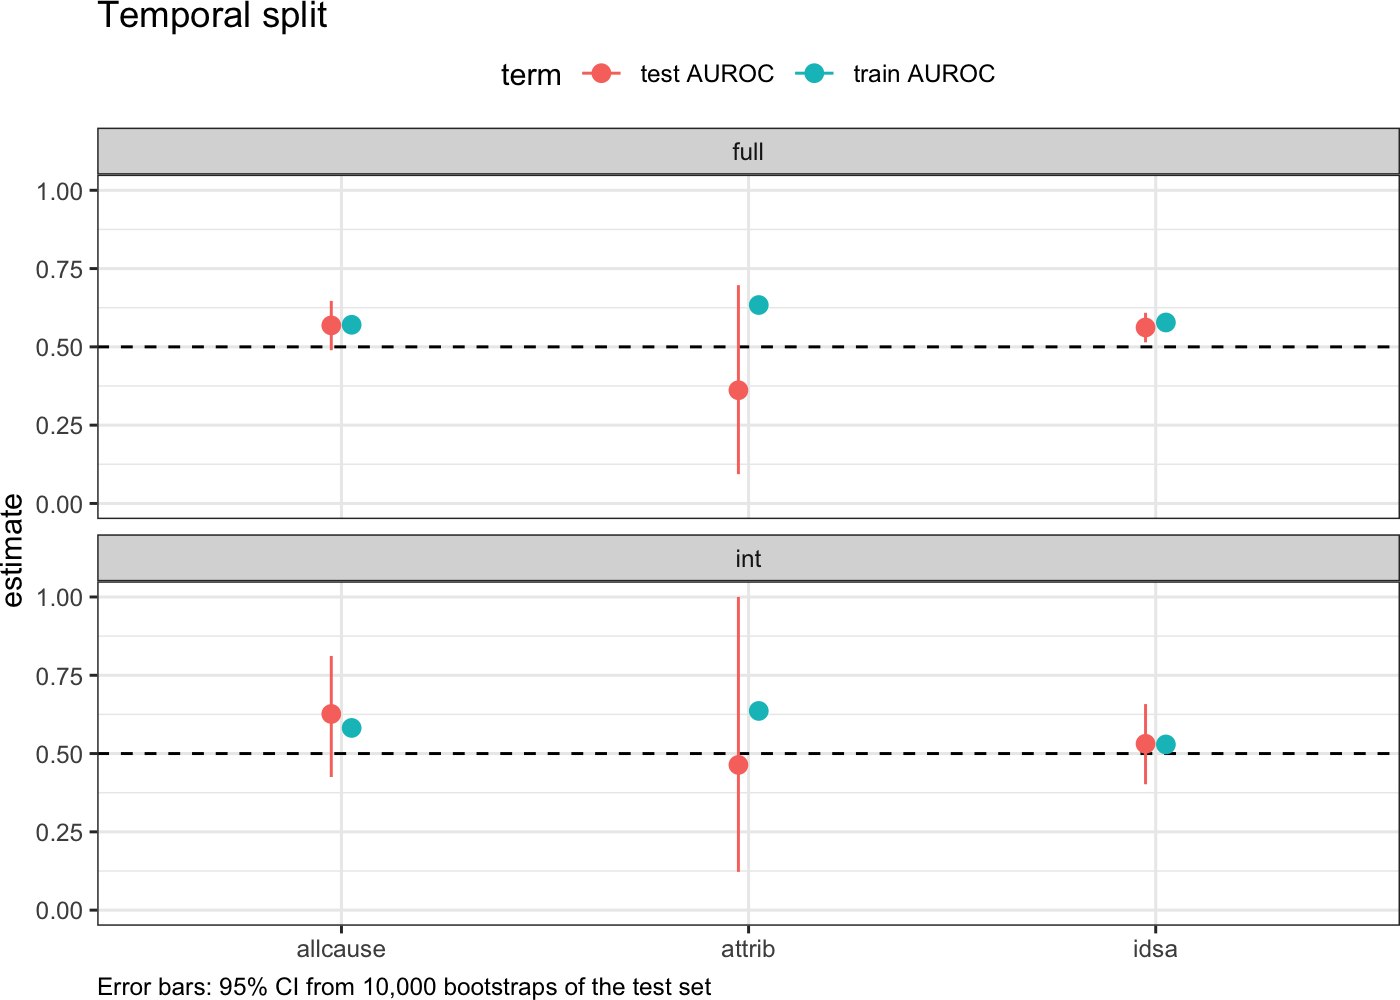 Temporal split
term test AUROC train AUROC
full
1.00
0.75
0.50
0.25
0.00
estimate
int
1.00
0.75
0.50
0.25
0.00
allcause attrib idsa
Error bars: 95% CI from 10,000 bootstraps of the test set